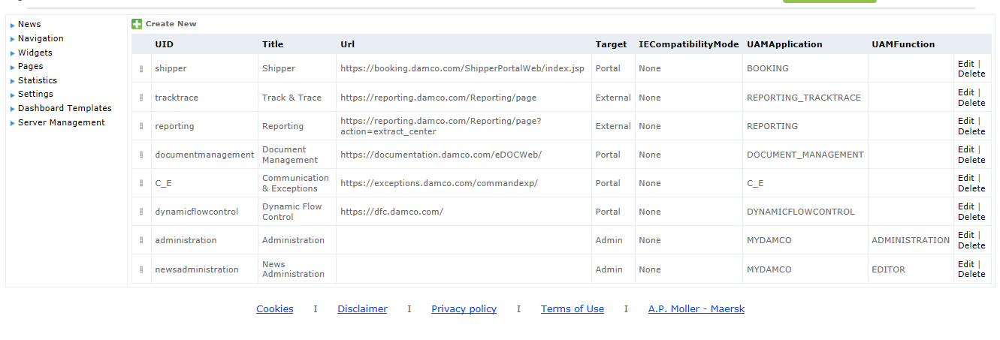 News
Navigation
Widgets
Pages
Statistics
Settings
Dashboard Templates
Server Management
Create New
UID Title Url Target IECompatibilityMode UAMApplication UAMFunction
shipper Shipper https://booking.damco.com/ShipperPortalWeb/index.jsp Portal None BOOKING Edit |
Delete
tracktrace Track & Trace https://reporting.damco.com/Reporting/page External None REPORTING_TRACKTRACE Edit |
Delete
reporting Reporting https://reporting.damco.com/Reporting/page? External None REPORTING Edit |
action=extract_center Delete
documentmanagement Document https://documentation.damco.com/eDOCWeb/ Portal None DOCUMENT_MANAGEMENT Edit |
Management Delete
C_E Communication https://exceptions.damco.com/commandexp/ Portal None C_E Edit |
& Exceptions Delete
dynamicflowcontrol Dynamic Flow https://dfc.damco.com/ Portal None DYNAMICFLOWCONTROL Edit |
Control Delete
administration Administration Admin None MYDAMCO ADMINISTRATION Edit |
Delete
newsadministration News Admin None MYDAMCO EDITOR Edit |
Administration Delete
Cookies I Disclaimer I Privacy policy I Terms of Use I A.P. Moller - Maersk